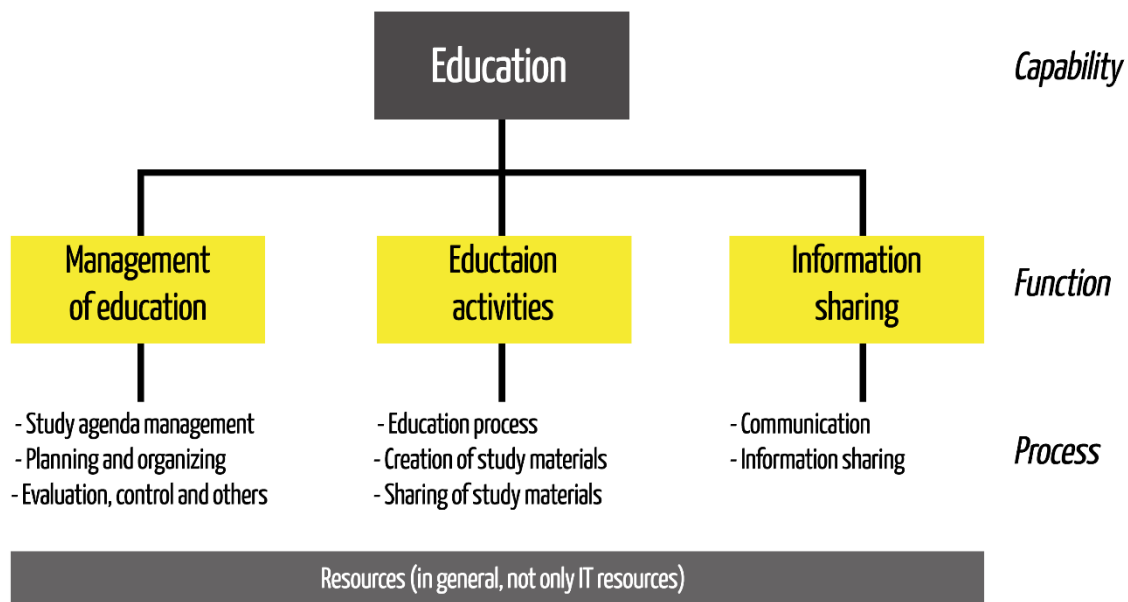 Education
Capability
Management
of education
Eductaion
activities
Information
sharing
Function
- Study agenda management
- Planning and organizing
- Evaluation, control and others
- Education process
- Creation of study materials
- Sharing of study materials
- Communication
- Information sharing
Process
Resources (in general, not only IT resources)